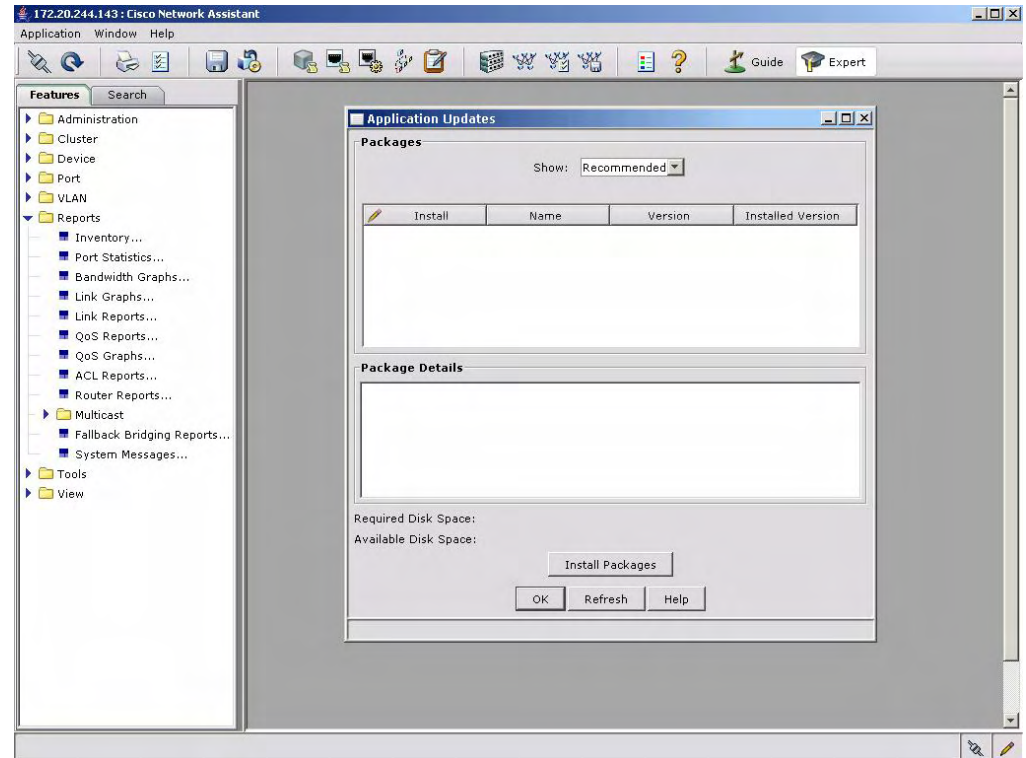 172.20.244.143 : Cisco Network Assistant
Application Window Help
Guide Expert
Features Search
Administration
Cluster
Device
Port
VLAN
Reports
Inventory...
Port Statistics...
Bandwidth Graphs...
Link Graphs...
Link Reports...
QoS Reports...
QoS Graphs...
ACL Reports...
Router Reports...
Multicast
Fallback Bridging Reports...
System Messages...
Tools
View
Application Updates
Packages
Show: Recommended
Install Name Version Installed Version
Package Details
Required Disk Space:
Available Disk Space:
Install Packages
OK Refresh Help